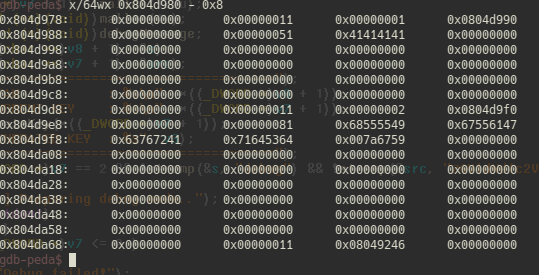 gdb-peda$ x/64wx 0x804d980 - 0x8
0x804d978: 0x00000000 0x00000011 0x00000001 0x0804d990
0x804d988: 0x00000000 0x00000051 0x41414141 0x00000000
0x804d998: 0x00000000 0x00000000 0x00000000 0x00000000
0x804d9a8: 0x00000000 0x00000000 0x00000000 0x00000000
0x804d9b8: 0x00000000 0x00000000 0x00000000 0x00000000
0x804d9c8: 0x00000000 0x00000000 0x00000000 0x00000000
0x804d9d8: 0x00000000 0x00000011 0x00000002 0x0804d9f0
0x804d9e8: 0x00000000 0x00000081 0x68555549 0x67556147
0x804d9f8: 0x63767241 0x71645364 0x007a6759 0x00000000
0x804da08: 0x00000000 0x00000000 0x00000000 0x00000000
0x804da18: 0x00000000 0x00000000 0x00000000 0x00000000
0x804da28: 0x00000000 0x00000000 0x00000000 0x00000000
0x804da38: 0x00000000 0x00000000 0x00000000 0x00000000
0x804da48: 0x00000000 0x00000000 0x00000000 0x00000000
0x804da58: 0x00000000 0x00000000 0x00000000 0x00000000
0x804da68: 0x00000000 0x00000011 0x08049246 0x00000000
gdb-peda$
"Debug failed!");